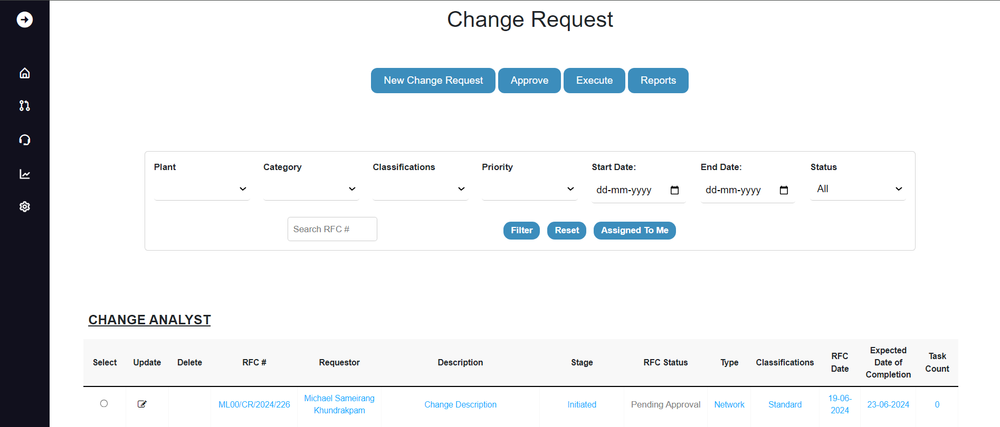 Change Request
New Change Request Approve Execute Reports
Plant Category Classifications Priority Start Date: End Date: Status
dd-mm-yyyy dd-mm-yyyy All
Search RFC # Filter Reset Assigned To Me
CHANGE ANALYST
Select Update Delete RFC # Requestor Description Stage RFC Status Type Classifications RFC Date Expected Date of Completion Task Count
ML00/CR/2024/226 Michael Sameirang Khundrakpam Change Description Initiated Pending Approval Network Standard 19-06-2024 23-06-2024 0